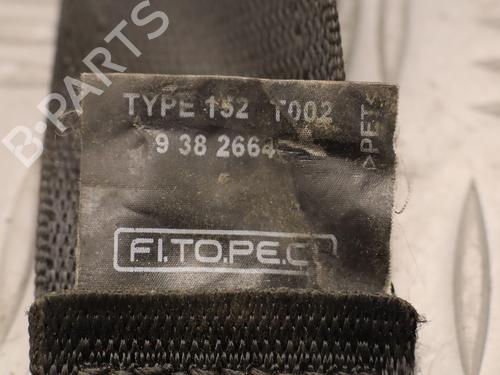 B-PARTS
TYPE 152 T002
>PET<
9 38 2664
FI.TO.PE.C